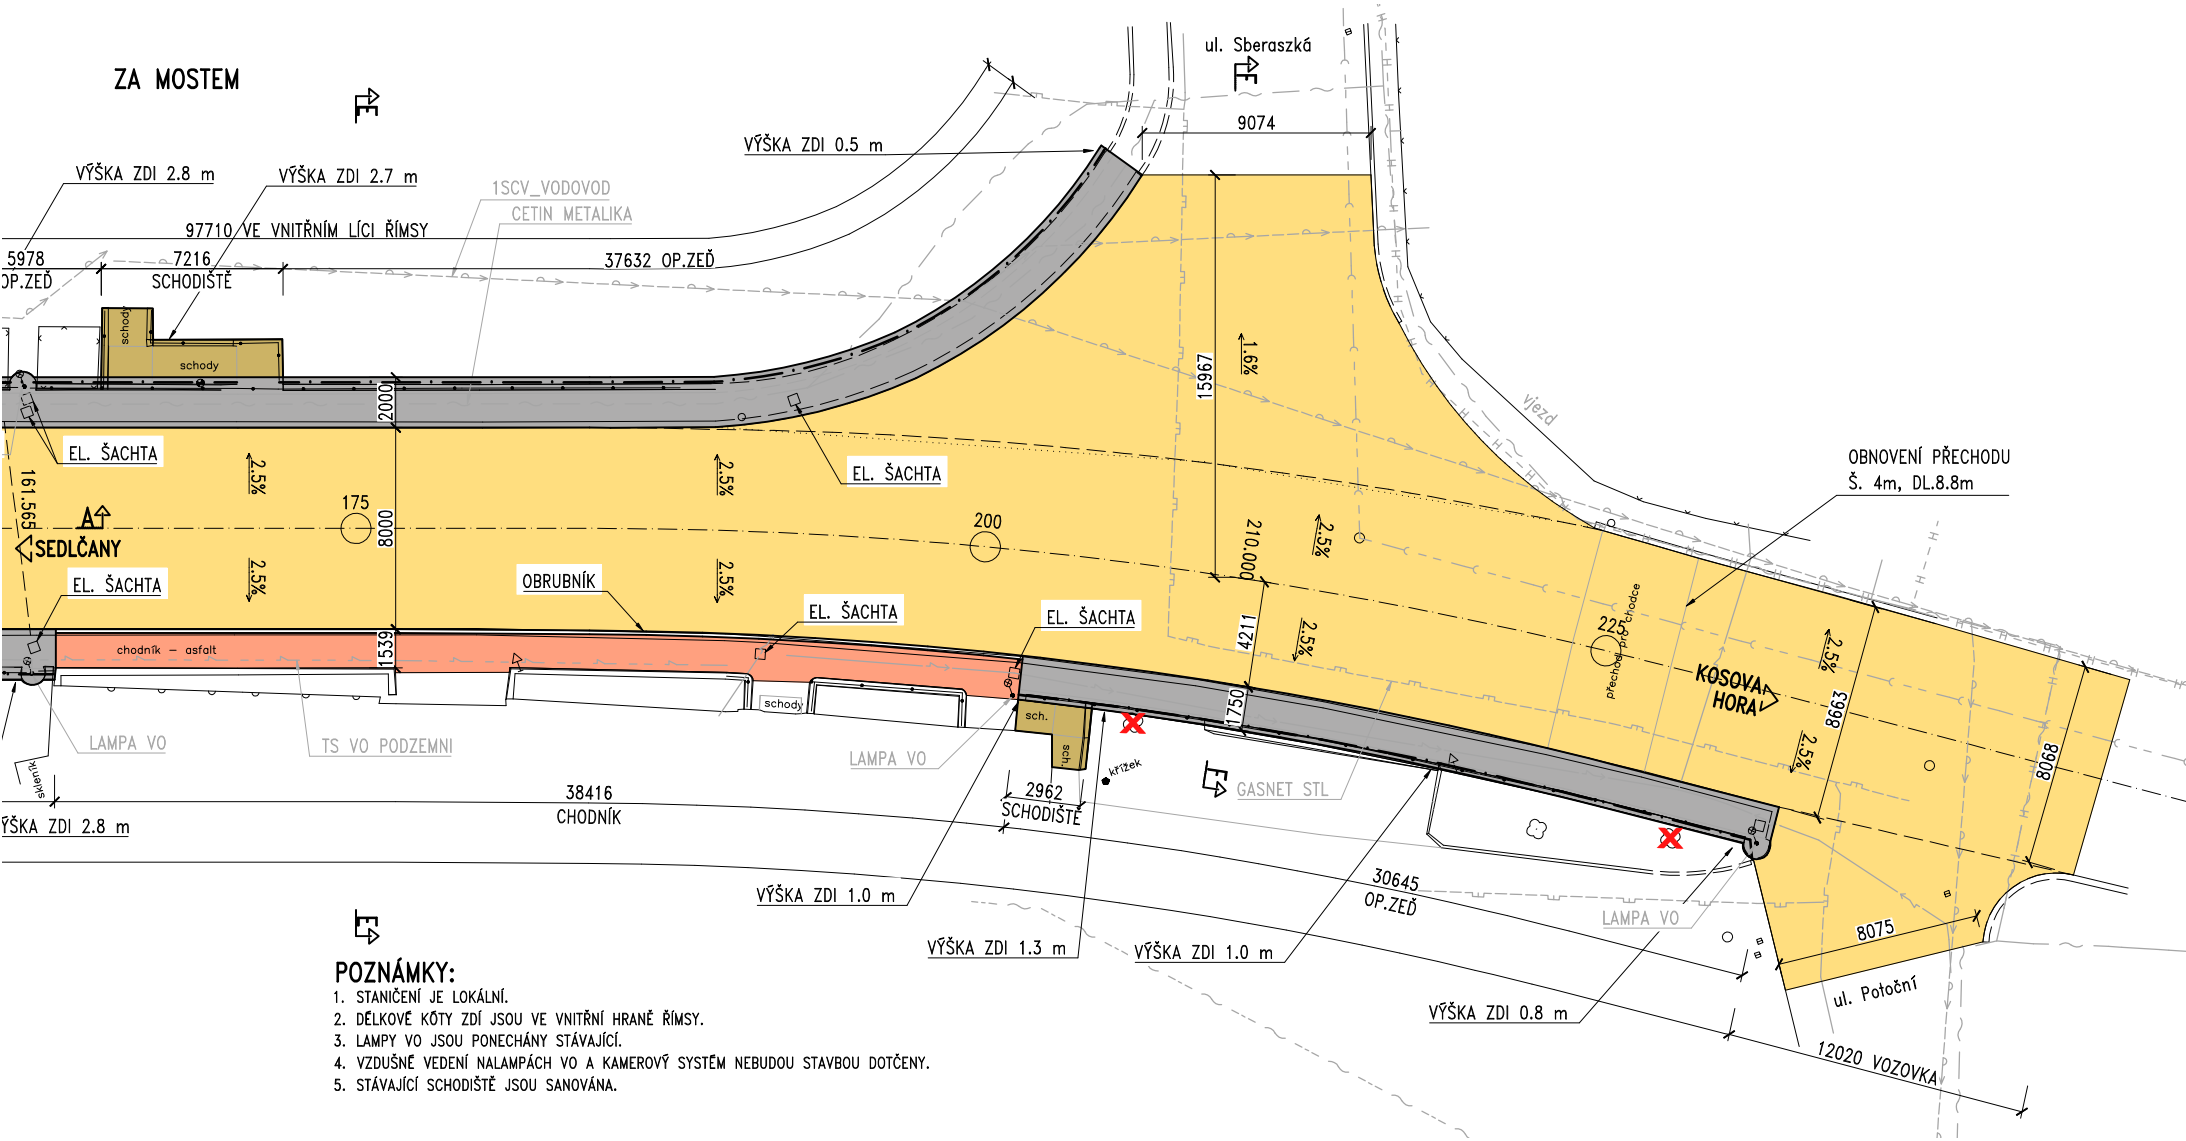 ZA MOSTEM
ul. Sberaszká
E
E
9074
VÝŠKA ZDI 0.5 m
VÝŠKA ZDI 2.8 m
VÝŠKA ZDI 2.7 m
1SCV_VODOVOD
CETIN METALIKA
97710 VE VNITŘNÍM LÍCI ŘÍMSY
5978
7216
37632 OP.ZEĎ
OP.ZEĎ
SCHODIŠTĚ
schody
schody
2000
15967
1.6%
vjezd
EL. ŠACHTA
EL. ŠACHTA
OBNOVENÍ PŘECHODU
Š. 4m, DL.8.8m
161.565
2.5%
2.5%
175
200
210.000
2.5%
A
SEDLČANY
8000
2.5%
2.5%
EL. ŠACHTA
OBRUBNÍK
EL. ŠACHTA
EL. ŠACHTA
přechod pro chodce
225
2.5%
2.5%
4211
1539
chodník – asfalt
KOSOVA
HORA
8993
2.5%
8068
schody
sch.
sch.
1750
LAMPA VO
TS VO PODZEMNI
LAMPA VO
křížek
skleník
38416
CHODNÍK
2962
SCHODIŠTĚ
E
GASNET STL
VÝŠKA ZDI 2.8 m
VÝŠKA ZDI 1.0 m
30645
OP.ZEĎ
LAMPA VO
8075
VÝŠKA ZDI 1.3 m
VÝŠKA ZDI 1.0 m
ul. Potoční
VÝŠKA ZDI 0.8 m
12020 VOZOVKA
E
POZNÁMKY:
1. STANIČENÍ JE LOKÁLNÍ.
2. DÉLKOVÉ KÓTY ZDÍ JSOU VE VNITŘNÍ HRANĚ ŘÍMSY.
3. LAMPY VO JSOU PONECHÁNY STÁVAJÍCÍ.
4. VZDUŠNÉ VEDENÍ NALAMPÁCH VO A KAMEROVÝ SYSTÉM NEBUDOU STAVBOU DOTČENY.
5. STÁVAJÍCÍ SCHODIŠTĚ JSOU SANOVÁNA.